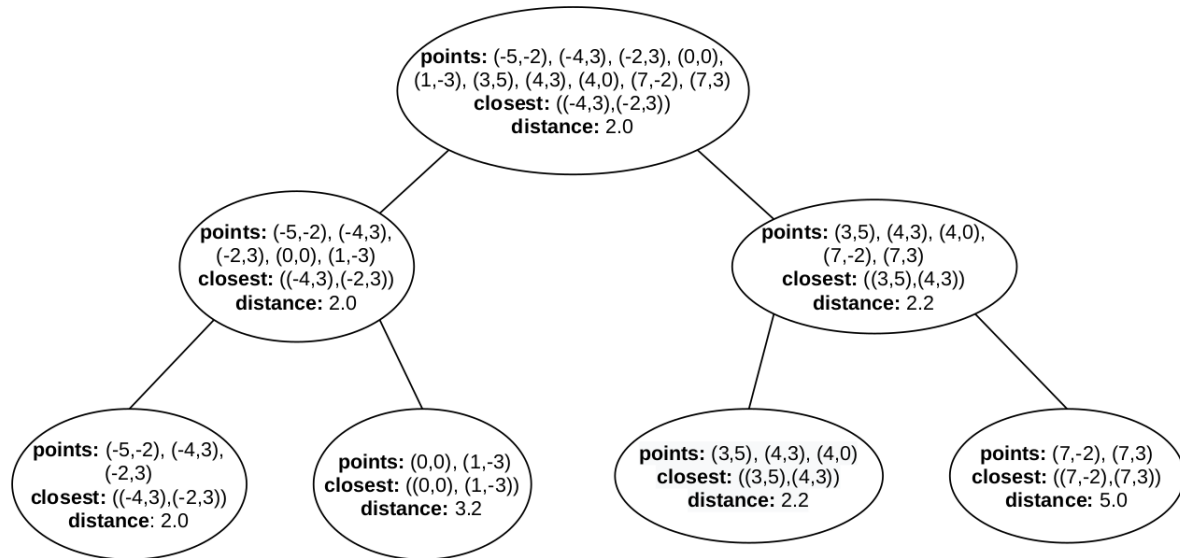 points: (-5,-2), (-4,3), (-2,3), (0,0),
(1,-3), (3,5), (4,3), (4,0), (7,-2), (7,3)
closest: ((-4,3),(-2,3))
distance: 2.0
points: (-5,-2), (-4,3),
(-2,3), (0,0), (1,-3)
closest: ((-4,3),(-2,3))
distance: 2.0
points: (3,5), (4,3), (4,0),
(7,-2), (7,3)
closest: ((3,5),(4,3))
distance: 2.2
points: (-5,-2), (-4,3),
(-2,3)
closest: ((-4,3),(-2,3))
distance: 2.0
points: (0,0), (1,-3)
closest: ((0,0), (1,-3))
distance: 3.2
points: (3,5), (4,3), (4,0)
closest: ((3,5),(4,3))
distance: 2.2
points: (7,-2), (7,3)
closest: ((7,-2),(7,3))
distance: 5.0